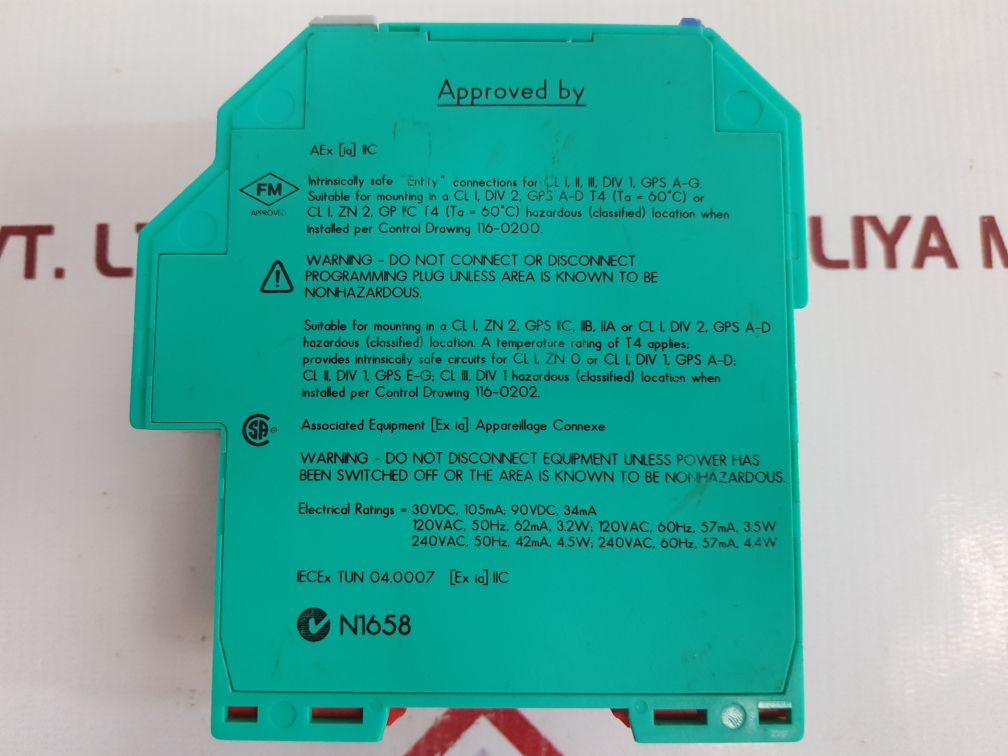 Approved by
AEx [ia] IIC
FM
APPROVED
Intrinsically safe "Entity" connections for CL I, II, III, DIV 1, GPS A-G.
Suitable for mounting in a CL I, DIV 2, GPS A-D T4 (Ta = 60°C) or
CL I, ZN 2, GP IIC T4 (Ta = 60°C) hazardous (classified) location when
installed per Control Drawing 116-0200.
WARNING - DO NOT CONNECT OR DISCONNECT
PROGRAMMING PLUG UNLESS AREA IS KNOWN TO BE
NONHAZARDOUS.
Suitable for mounting in a CL I, ZN 2, GPS IIC, IIB, IIA or CL I, DIV 2, GPS A-D
hazardous (classified) location. A temperature rating of T4 applies;
provides intrinsically safe circuits for CL I, ZN 0 or CL I, DIV 1, GPS A-D;
CL II, DIV 1, GPS E-G; CL III, DIV 1 hazardous (classified) location when
installed per Control Drawing 116-0202.
SA
Associated Equipment [Ex ia] Appareillage Connexe
WARNING - DO NOT DISCONNECT EQUIPMENT UNLESS POWER HAS
BEEN SWITCHED OFF OR THE AREA IS KNOWN TO BE NONHAZARDOUS.
Electrical Ratings = 30VDC, 105mA; 90VDC, 34mA
120VAC, 50Hz, 62mA, 3.2W; 120VAC, 60Hz, 57mA, 3.5W
240VAC, 50Hz, 42mA, 4.5W; 240VAC, 60Hz, 57mA, 4.4W
IECEx TUN 04.0007 [Ex ia] IIC
N1658
VT. L
LIYA M